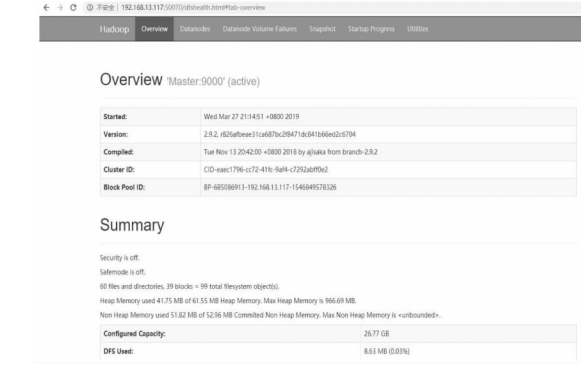 不安全 | 192.168.13.117:50070/dfshealth.html#tab-overview
Hadoop Overview Datanodes Datanode Volume Failures Snapshot Startup Progress Utilities
Overview 'Master:9000' (active)
Started: Wed Mar 27 21:14:51 +0800 2019
Version: 2.9.2, r826afbeae31ca687bc2f8471dc841b66ed2c6704
Compiled: Tue Nov 13 20:42:00 +0800 2018 by ajisaka from branch-2.9.2
Cluster ID: CID-eaec1796-cc72-41fc-9af4-c7292abff0e2
Block Pool ID: BP-685086913-192.168.13.117-1546849578326
Summary
Security is off.
Safemode is off.
60 files and directories, 39 blocks = 99 total filesystem object(s).
Heap Memory used 41.75 MB of 61.55 MB Heap Memory. Max Heap Memory is 966.69 MB.
Non Heap Memory used 51.82 MB of 52.96 MB Commited Non Heap Memory. Max Non Heap Memory is <unbounded>.
Configured Capacity: 26.77 GB
DFS Used: 8.63 MB (0.03%)